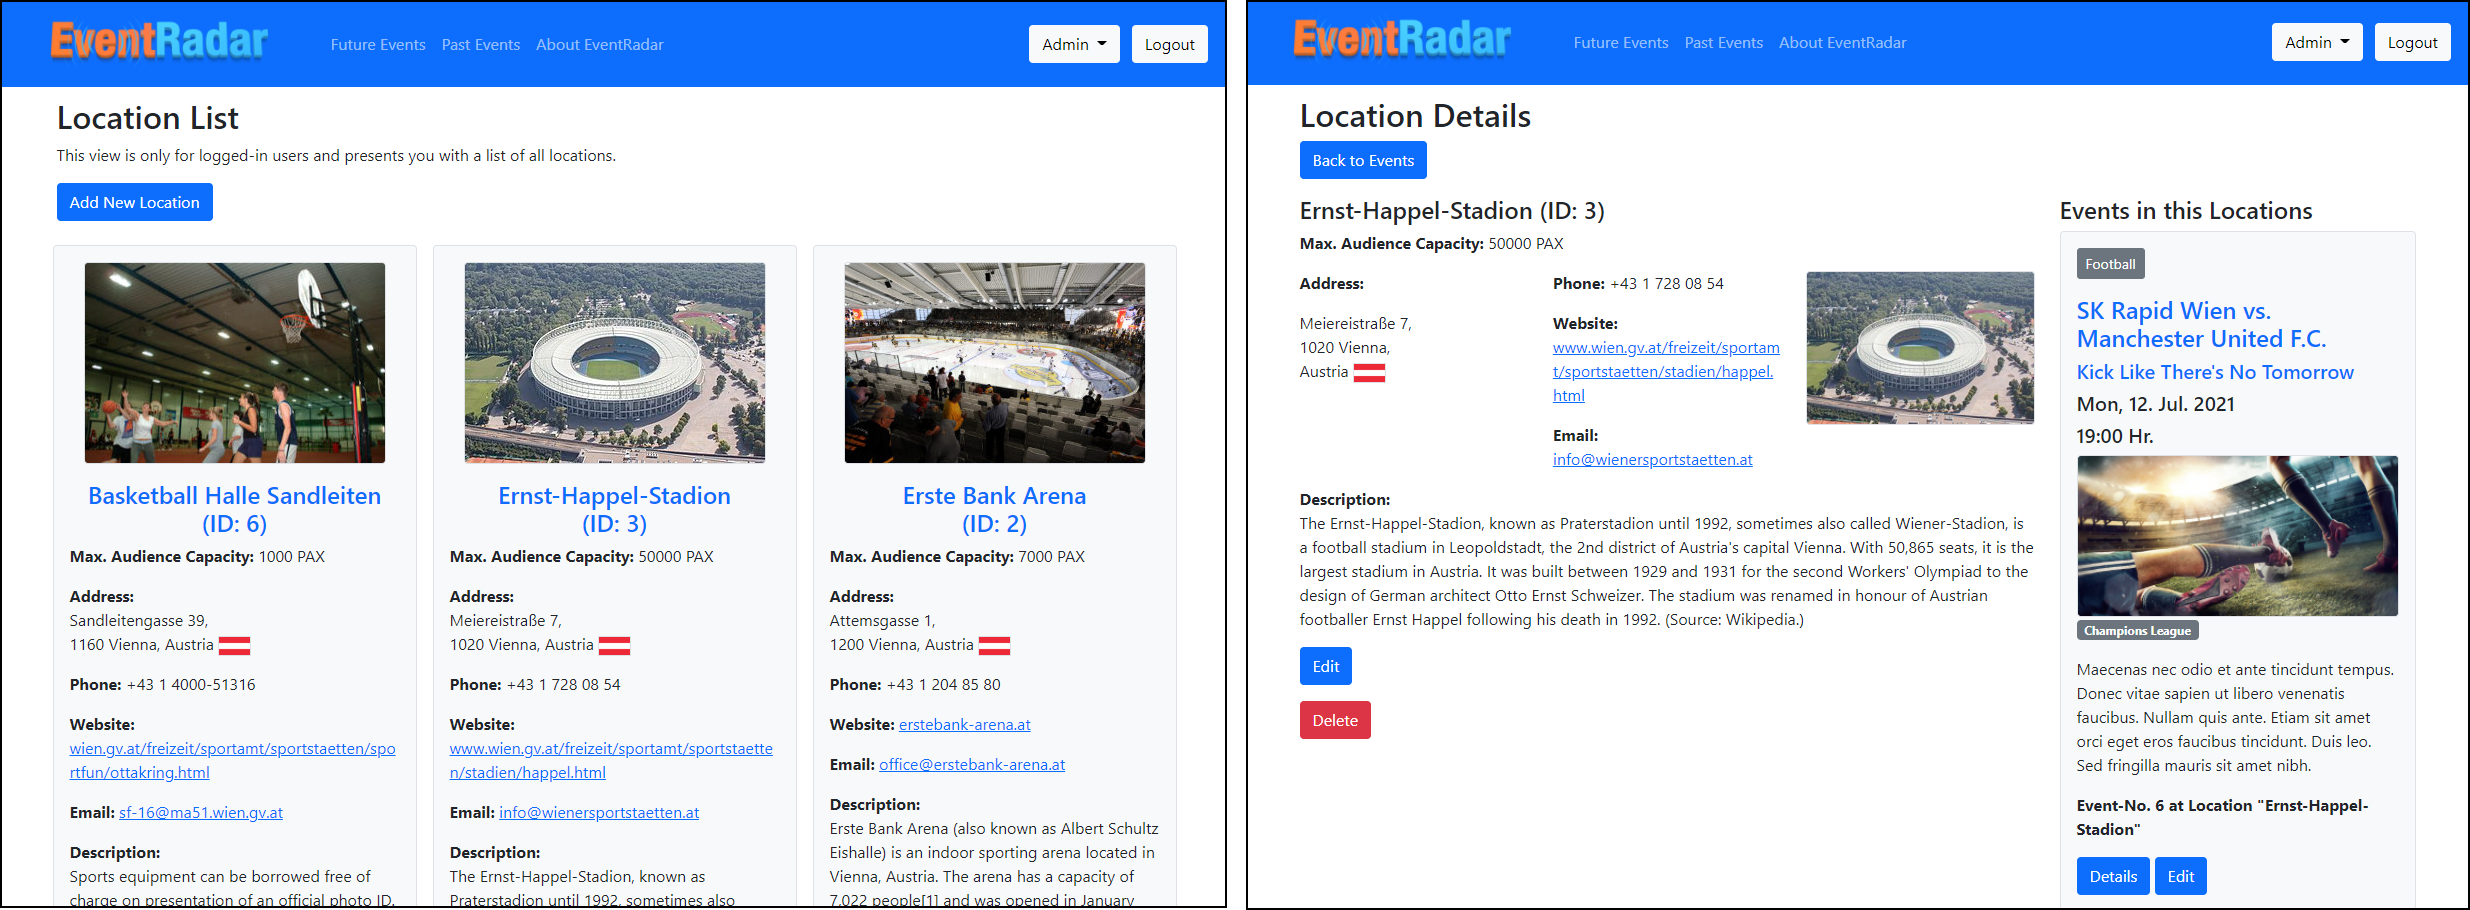 EventRadar
Future Events Past Events About EventRadar
Admin
Logout
Location List
This view is only for logged-in users and presents you with a list of all locations.
Add New Location
Basketball Halle Sandleiten
(ID: 6)
Max. Audience Capacity: 1000 PAX
Address:
Sandleitengasse 39,
1160 Vienna, Austria
Phone: +43 1 4000-51316
Website:
wien.gv.at/freizeit/sportamt/sportstaetten/spo
rtfun/ottakring.html
Email: sf-16@ma51.wien.gv.at
Description:
Sports equipment can be borrowed free of
charge on presentation of an official photo ID.
Ernst-Happel-Stadion
(ID: 3)
Max. Audience Capacity: 50000 PAX
Address:
Meiereistraße 7,
1020 Vienna, Austria
Phone: +43 1 728 08 54
Website:
www.wien.gv.at/freizeit/sportamt/sportstaette
n/stadien/happel.html
Email: info@wienersportstaetten.at
Description:
The Ernst-Happel-Stadion, known as
Praterstadion until 1992, sometimes also
Erste Bank Arena
(ID: 2)
Max. Audience Capacity: 7000 PAX
Address:
Attemsgasse 1,
1200 Vienna, Austria
Phone: +43 1 204 85 80
Website: erstebank-arena.at
Email: office@erstebank-arena.at
Description:
Erste Bank Arena (also known as Albert Schultz
Eishalle) is an indoor sporting arena located in
Vienna, Austria. The arena has a capacity of
7,022 people[1] and was opened in January
EventRadar
Future Events Past Events About EventRadar
Admin
Logout
Location Details
Back to Events
Ernst-Happel-Stadion (ID: 3)
Max. Audience Capacity: 50000 PAX
Address:
Meiereistraße 7,
1020 Vienna,
Austria
Phone: +43 1 728 08 54
Website:
www.wien.gv.at/freizeit/sportam
t/sportstaetten/stadien/happel.
html
Email:
info@wienersportstaetten.at
Description:
The Ernst-Happel-Stadion, known as Praterstadion until 1992, sometimes also called Wiener-Stadion, is
a football stadium in Leopoldstadt, the 2nd district of Austria's capital Vienna. With 50,865 seats, it is the
largest stadium in Austria. It was built between 1929 and 1931 for the second Workers' Olympiad to the
design of German architect Otto Ernst Schweizer. The stadium was renamed in honour of Austrian
footballer Ernst Happel following his death in 1992. (Source: Wikipedia.)
Edit
Delete
Events in this Locations
Football
SK Rapid Wien vs.
Manchester United F.C.
Kick Like There's No Tomorrow
Mon, 12. Jul. 2021
19:00 Hr.
Champions League
Maecenas nec odio et ante tincidunt tempus.
Donec vitae sapien ut libero venenatis
faucibus. Nullam quis ante. Etiam sit amet
orci eget eros faucibus tincidunt. Duis leo.
Sed fringilla mauris sit amet nibh.
Event-No. 6 at Location "Ernst-Happel-
Stadion"
Details
Edit